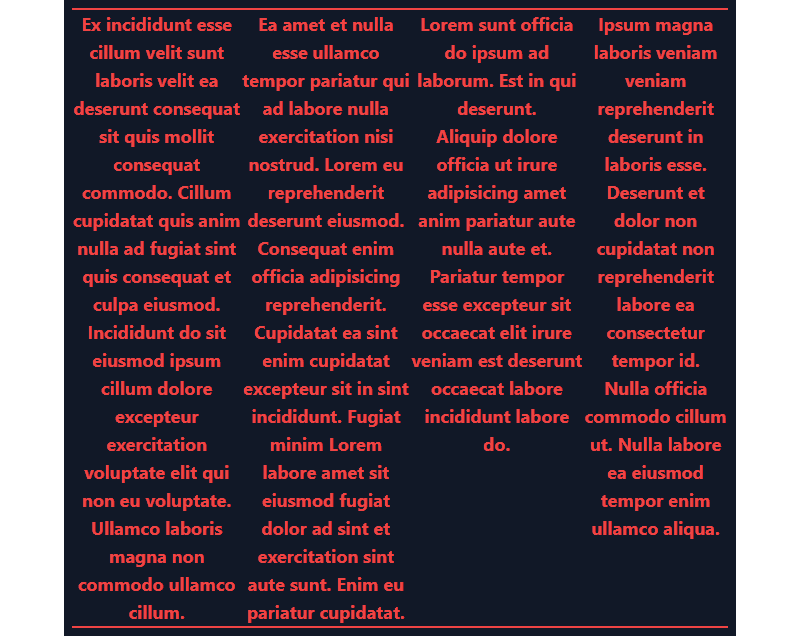 Ex incididunt esse
cillum velit sunt
laboris velit ea
deserunt consequat
sit quis mollit
consequat
commodo. Cillum
cupidatat quis anim
nulla ad fugiat sint
quis consequat et
culpa eiusmod.
Incididunt do sit
eiusmod ipsum
cillum dolore
excepteur
exercitation
voluptate elit qui
non eu voluptate.
Ullamco laboris
magna non
commodo ullamco
cillum.
Ea amet et nulla
esse ullamco
tempor pariatur qui
ad labore nulla
exercitation nisi
nostrud. Lorem eu
reprehenderit
deserunt eiusmod.
Consequat enim
officia adipisicing
reprehenderit.
Cupidatat ea sint
enim cupidatat
excepteur sit in sint
incididunt. Fugiat
minim Lorem
labore amet sit
eiusmod fugiat
dolor ad sint et
exercitation sint
aute sunt. Enim eu
pariatur cupidatat.
Lorem sunt officia
do ipsum ad
laborum. Est in qui
deserunt.
Aliquip dolore
officia ut irure
adipisicing amet
anim pariatur aute
nulla aute et.
Pariatur tempor
esse excepteur sit
occaecat elit irure
veniam est deserunt
occaecat labore
incididunt labore
do.
Ipsum magna
laboris veniam
veniam
reprehenderit
deserunt in
laboris esse.
Deserunt et
dolor non
cupidatat non
reprehenderit
labore ea
consectetur
tempor id.
Nulla officia
commodo cillum
ut. Nulla labore
ea eiusmod
tempor enim
ullamco aliqua.